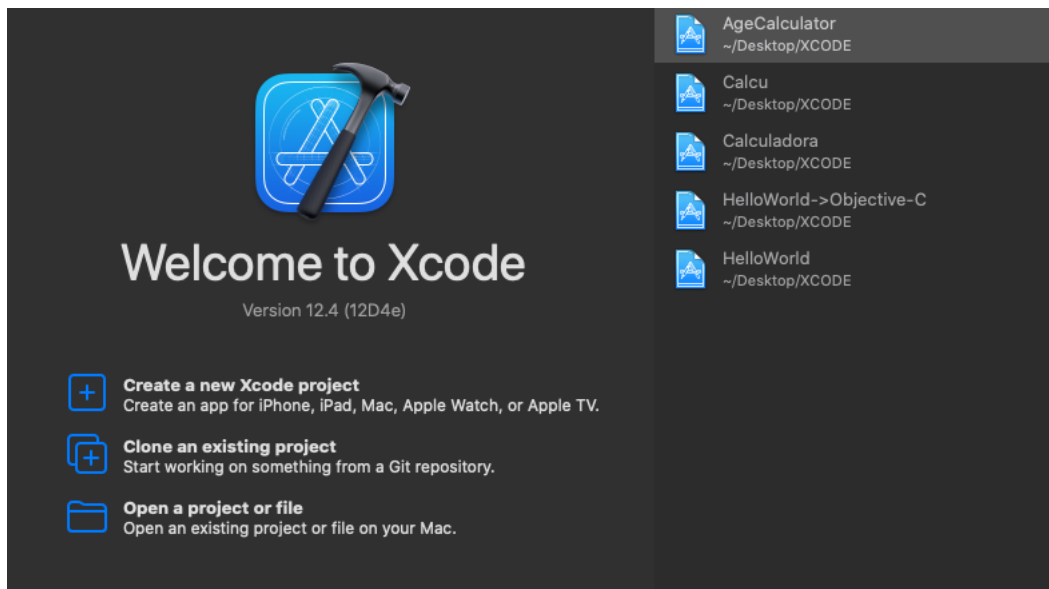 Welcome to Xcode
Version 12.4 (12D4e)
Create a new Xcode project
Create an app for iPhone, iPad, Mac, Apple Watch, or Apple TV.
Clone an existing project
Start working on something from a Git repository.
Open a project or file
Open an existing project or file on your Mac.
AgeCalculator
~/Desktop/XCODE
Calcu
~/Desktop/XCODE
Calculadora
~/Desktop/XCODE
HelloWorld->Objective-C
~/Desktop/XCODE
HelloWorld
~/Desktop/XCODE